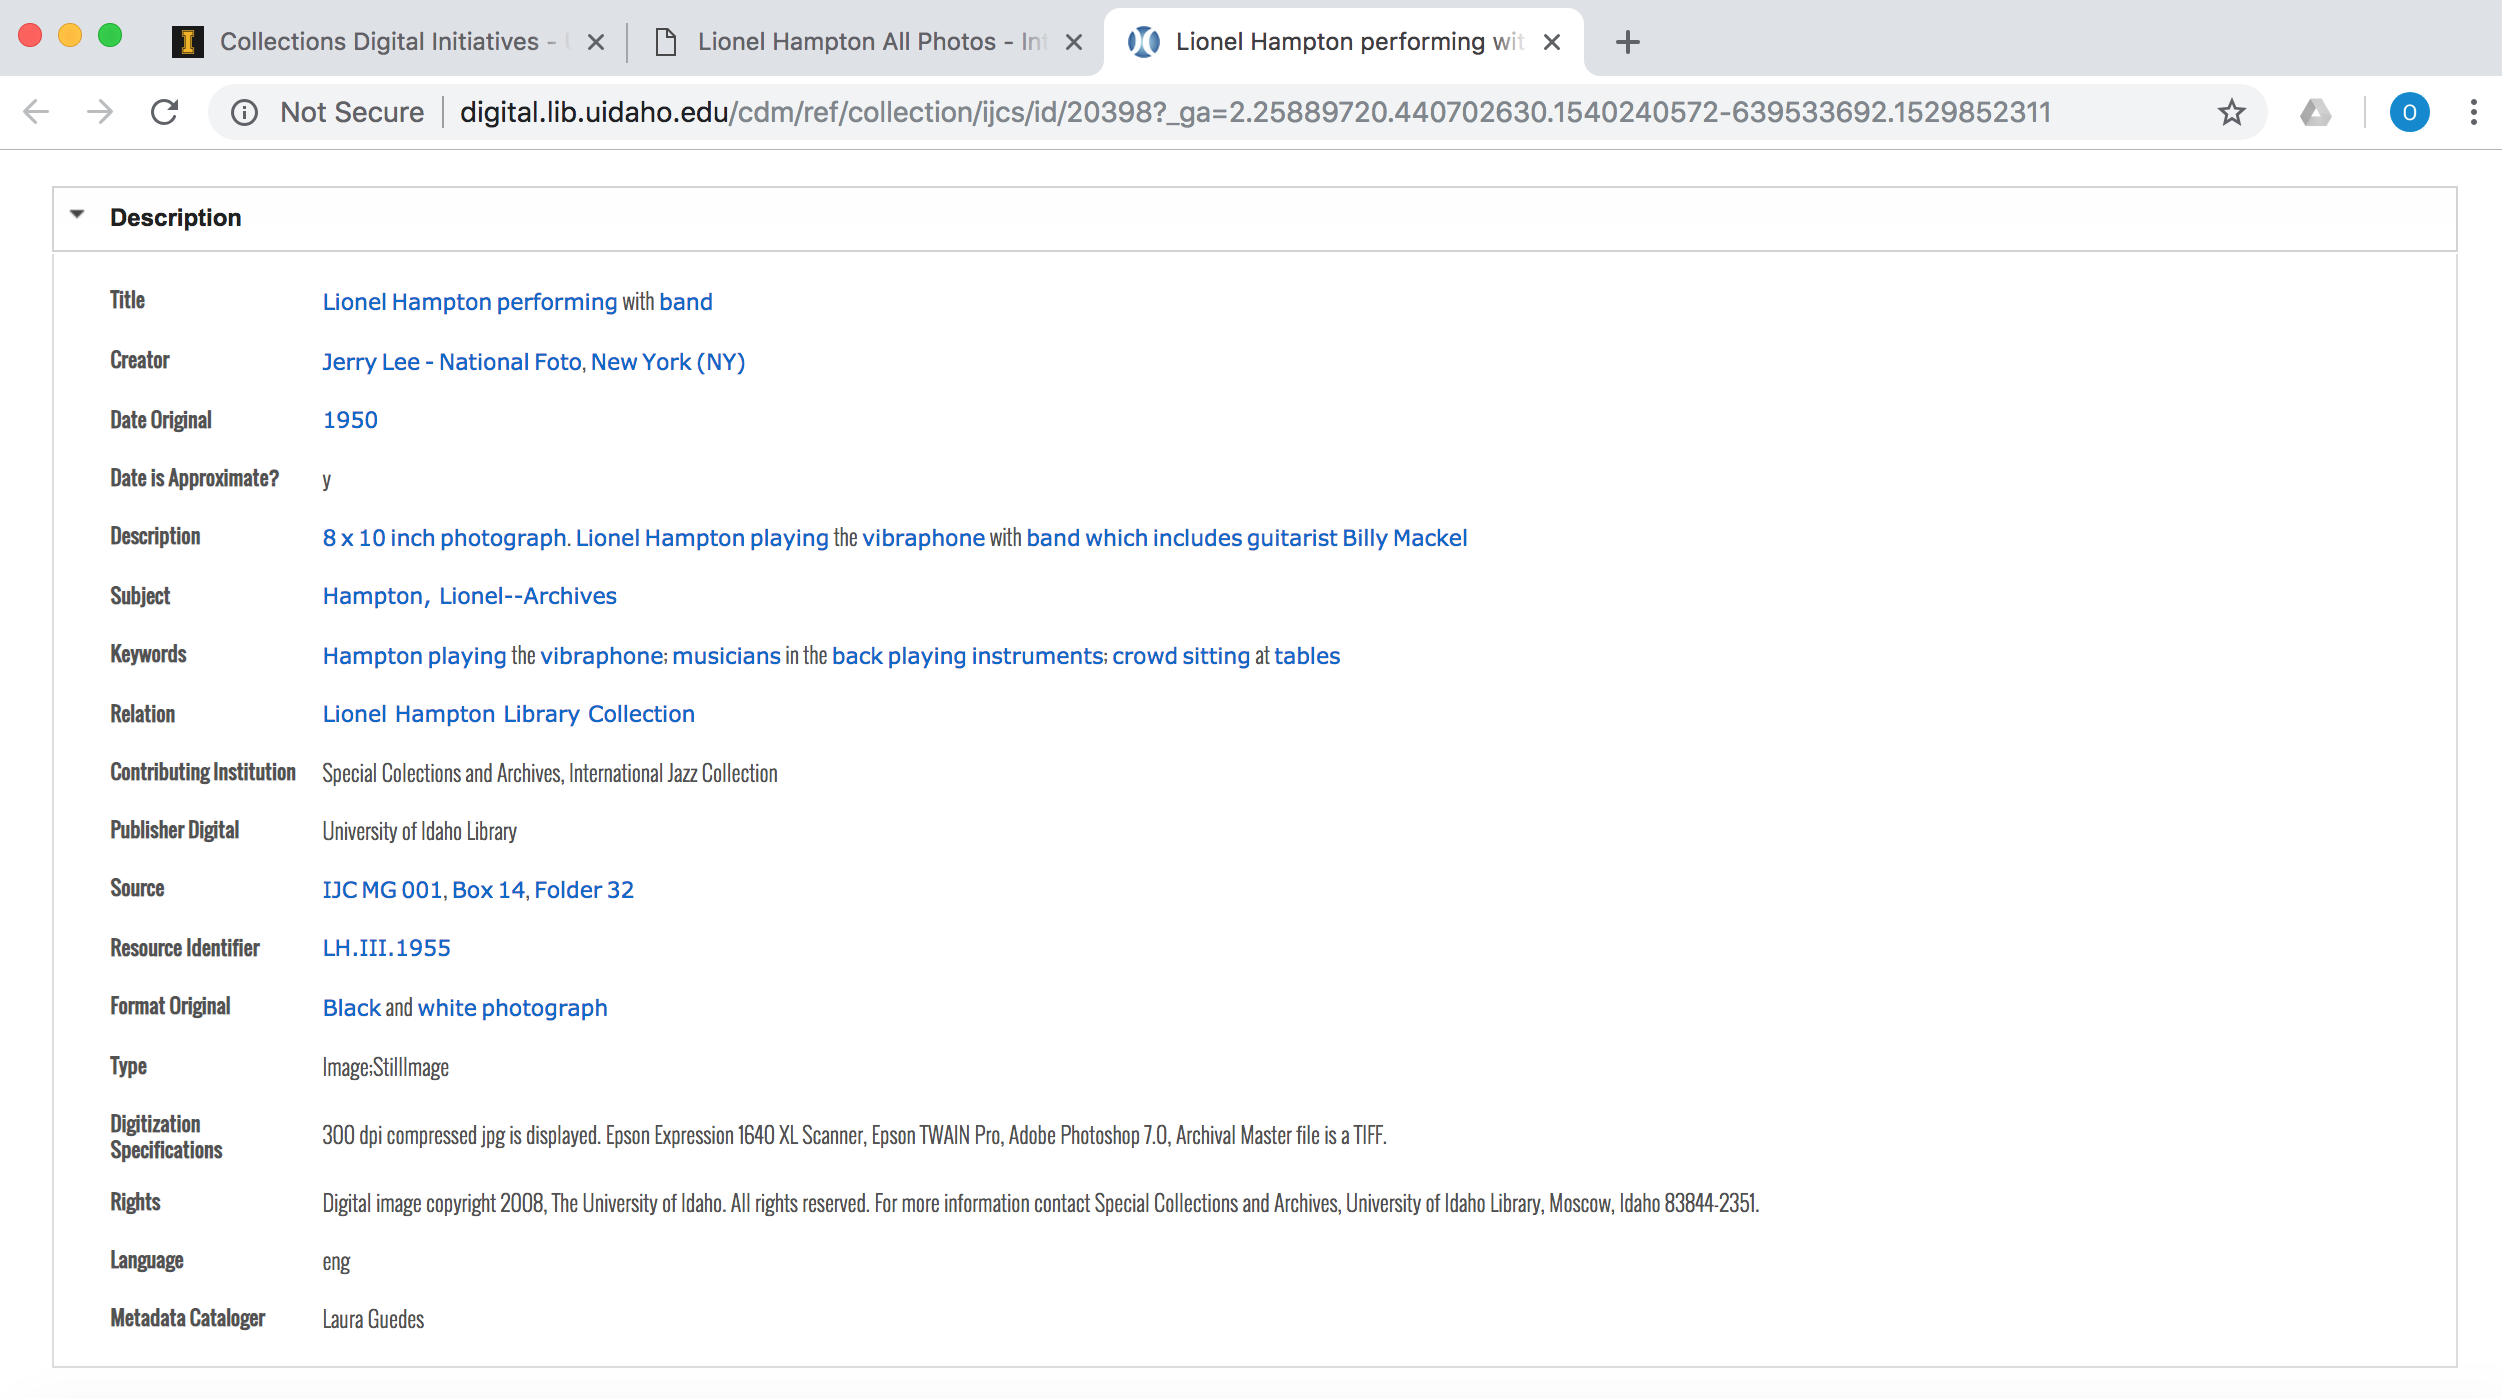 Collections Digital Initiatives -
Lionel Hampton All Photos - Int
Lionel Hampton performing wit
Not Secure digital.lib.uidaho.edu/cdm/ref/collection/ijcs/id/20398?_ga=2.25889720.440702630.1540240572-639533692.1529852311 O
Description
Title Lionel Hampton performing with band
Creator Jerry Lee - National Foto, New York (NY)
Date Original 1950
Date is Approximate? y
Description 8 x 10 inch photograph. Lionel Hampton playing the vibraphone with band which includes guitarist Billy Mackel
Subject Hampton, Lionel--Archives
Keywords Hampton playing the vibraphone; musicians in the back playing instruments; crowd sitting at tables
Relation Lionel Hampton Library Collection
Contributing Institution Special Colections and Archives, International Jazz Collection
Publisher Digital University of Idaho Library
Source IJC MG 001, Box 14, Folder 32
Resource Identifier LH.III.1955
Format Original Black and white photograph
Type Image;StillImage
Digitization
Specifications 300 dpi compressed jpg is displayed. Epson Expression 1640 XL Scanner, Epson TWAIN Pro, Adobe Photoshop 7.0, Archival Master file is a TIFF.
Rights Digital image copyright 2008, The University of Idaho. All rights reserved. For more information contact Special Collections and Archives, University of Idaho Library, Moscow, Idaho 83844-2351.
Language eng
Metadata Cataloger Laura Guedes